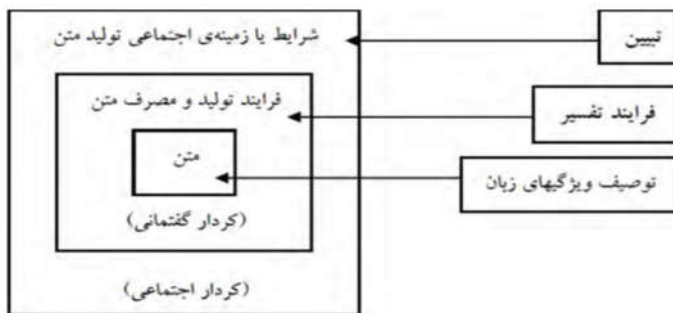 شرایط یا زمینه‌ی اجتماعی تولید متن
تبیین
فرایند تولید و مصرف متن
فرایند تفسیر
متن
توصیف ویژگیهای زبان
(کردار گفتمانی)
(کردار اجتماعی)